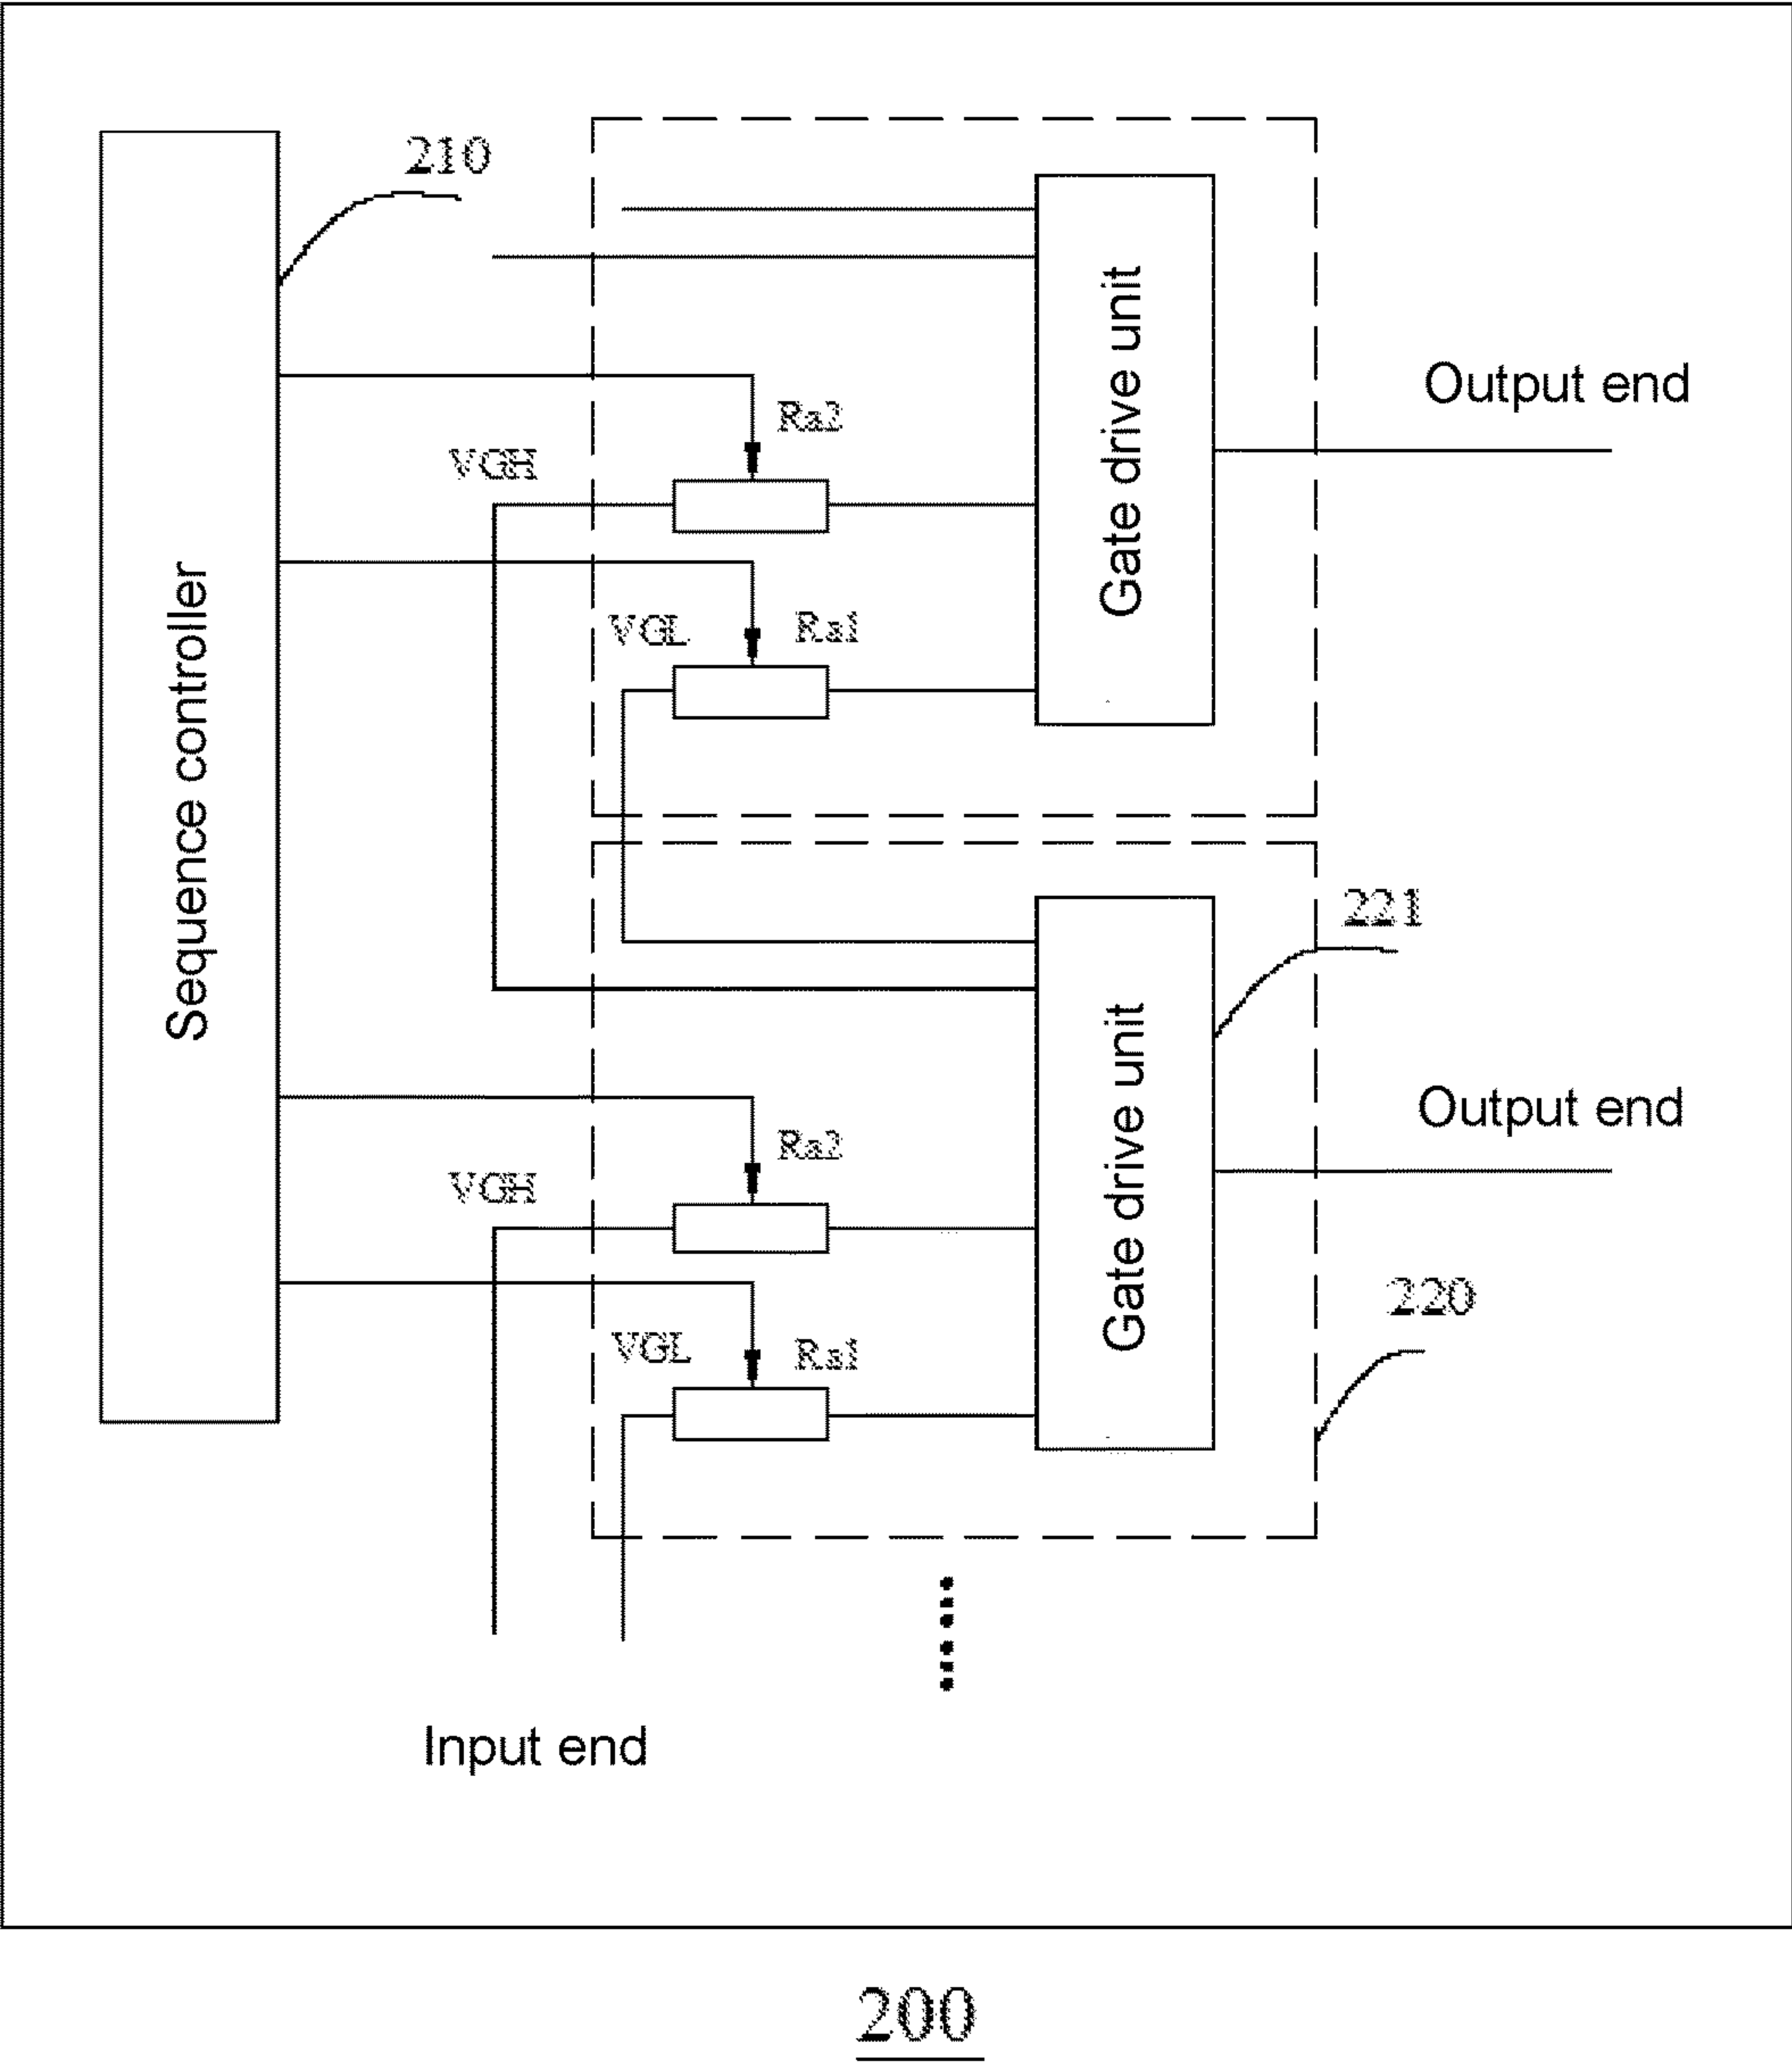 210
Sequence controller
Gate drive unit
Output end
Ra2
VGH
VGL
Ra1
221
Gate drive unit
Output end
Ra2
VGH
220
VGL
Ra1
Input end
200